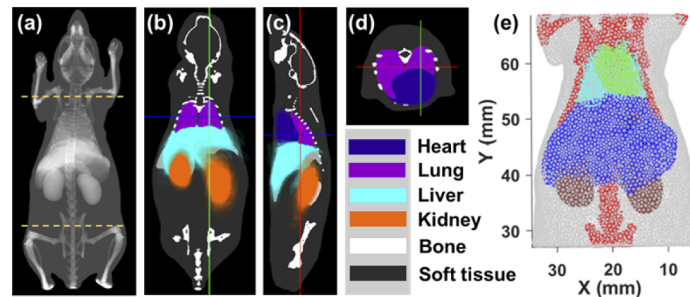 (a)
(b)
(c)
(d)
(e)
Heart
Lung
Liver
Kidney
Bone
Soft tissue
60
50
40
30
Y (mm)
30
20
10
X (mm)